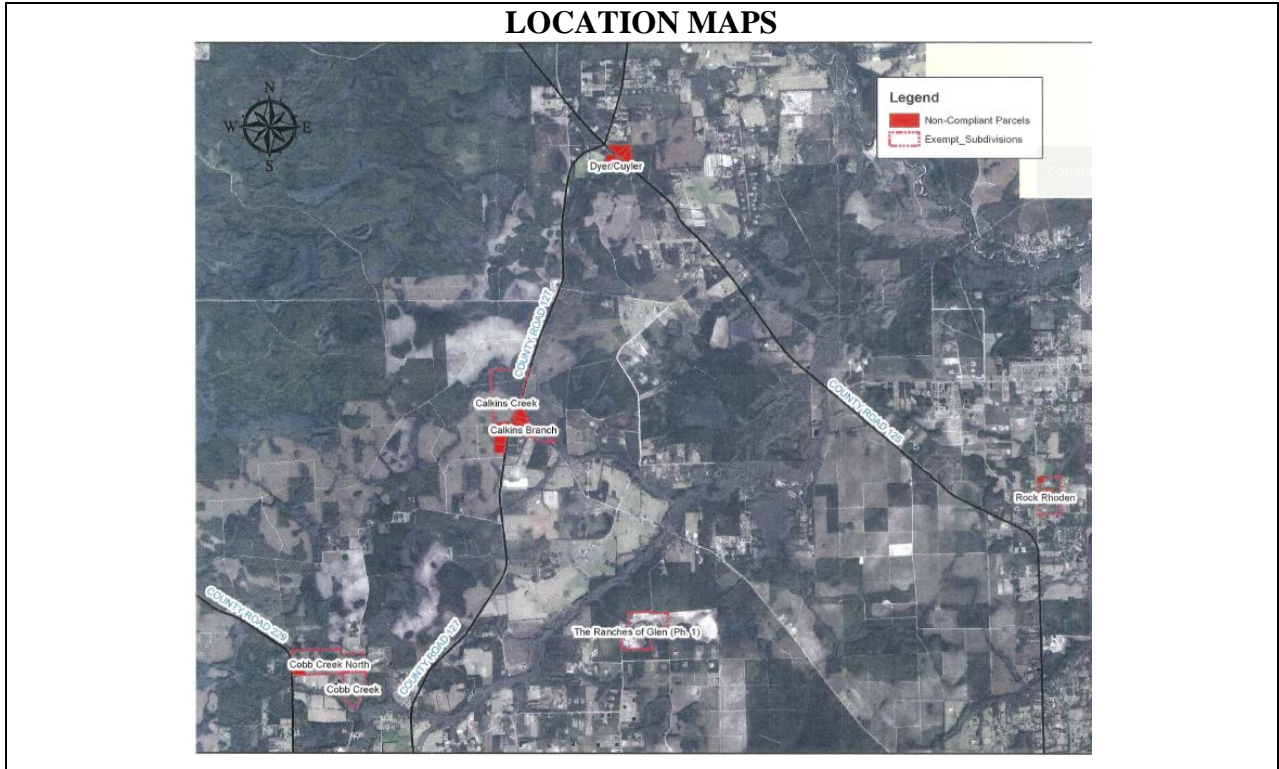 LOCATION MAPS
N
W
E
S
Legend
Non-Compliant Parcels
Exempt_Subdivisions
Dyer/Cuyler
COUNTY ROAD 127
Calkins Creek
Calkins Branch
COUNTY ROAD 125
Rock Rhoden
COUNTY ROAD 229
The Ranches of Glen (Ph. 1)
COUNTY ROAD 127
Cobb Creek North
Cobb Creek